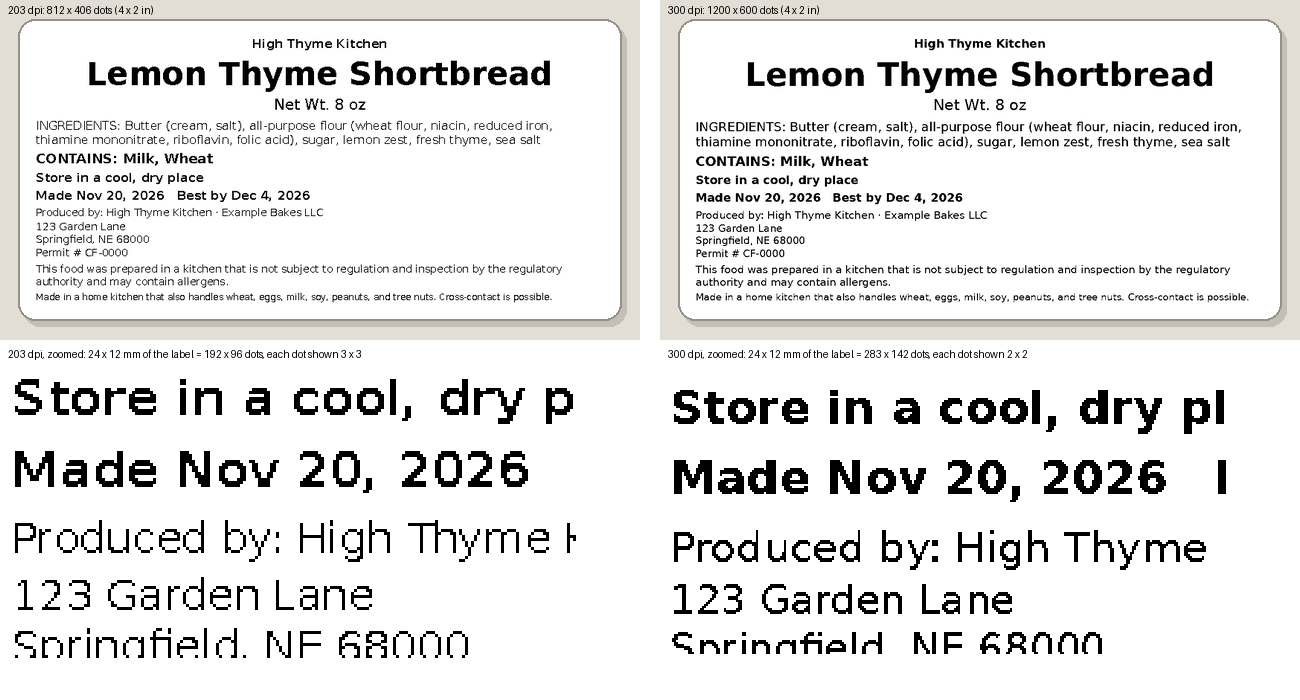 203 dpi: 812 x 406 dots (4 x 2 in)
High Thyme Kitchen
Lemon Thyme Shortbread
Net Wt. 8 oz
INGREDIENTS: Butter (cream, salt), all-purpose flour (wheat flour, niacin, reduced iron,
thiamine mononitrate, riboflavin, folic acid), sugar, lemon zest, fresh thyme, sea salt
CONTAINS: Milk, Wheat
Store in a cool, dry place
Made Nov 20, 2026 Best by Dec 4, 2026
Produced by: High Thyme Kitchen · Example Bakes LLC
123 Garden Lane
Springfield, NE 68000
Permit # CF-0000
This food was prepared in a kitchen that is not subject to regulation and inspection by the regulatory
authority and may contain allergens.
Made in a home kitchen that also handles wheat, eggs, milk, soy, peanuts, and tree nuts. Cross-contact is possible.
300 dpi: 1200 x 600 dots (4 x 2 in)
High Thyme Kitchen
Lemon Thyme Shortbread
Net Wt. 8 oz
INGREDIENTS: Butter (cream, salt), all-purpose flour (wheat flour, niacin, reduced iron,
thiamine mononitrate, riboflavin, folic acid), sugar, lemon zest, fresh thyme, sea salt
CONTAINS: Milk, Wheat
Store in a cool, dry place
Made Nov 20, 2026 Best by Dec 4, 2026
Produced by: High Thyme Kitchen · Example Bakes LLC
123 Garden Lane
Springfield, NE 68000
Permit # CF-0000
This food was prepared in a kitchen that is not subject to regulation and inspection by the regulatory
authority and may contain allergens.
Made in a home kitchen that also handles wheat, eggs, milk, soy, peanuts, and tree nuts. Cross-contact is possible.
203 dpi, zoomed: 24 x 12 mm of the label = 192 x 96 dots, each dot shown 3 x 3
Store in a cool, dry p
Made Nov 20, 2026
Produced by: High Thyme
123 Garden Lane
Springfield, NE 68000
300 dpi, zoomed: 24 x 12 mm of the label = 283 x 142 dots, each dot shown 2 x 2
Store in a cool, dry pl
Made Nov 20, 2026
Produced by: High Thyme
123 Garden Lane
Springfield, NE 68000